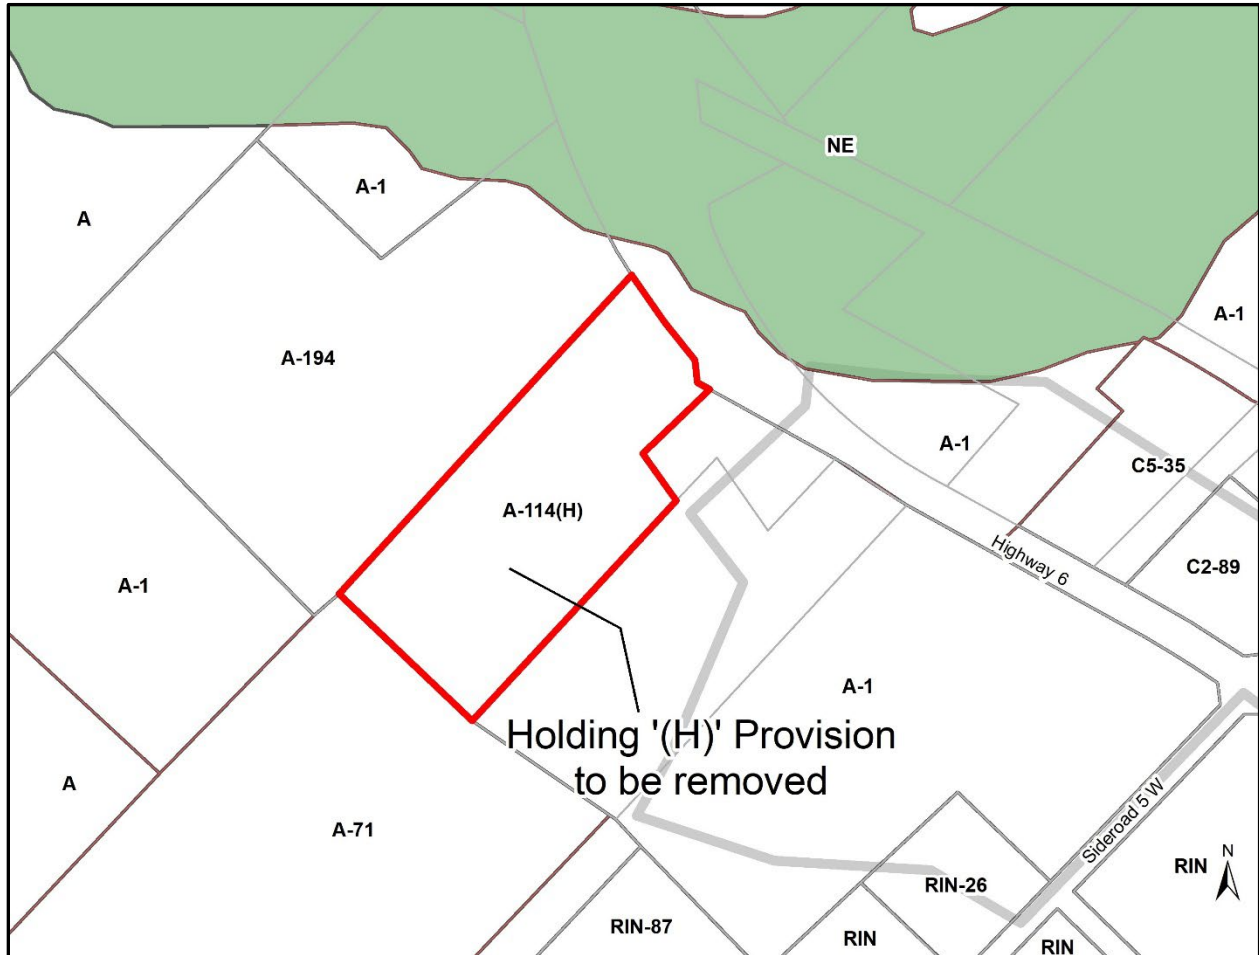 NE
A-1
A
A-1
A-194
A-1
C5-35
A-114(H)
Highway 6
C2-89
A-1
A-1
Holding '(H)' Provision
to be removed
A
A-71
Sideroad 5 W
N
RIN
RIN-26
RIN-87
RIN
RIN